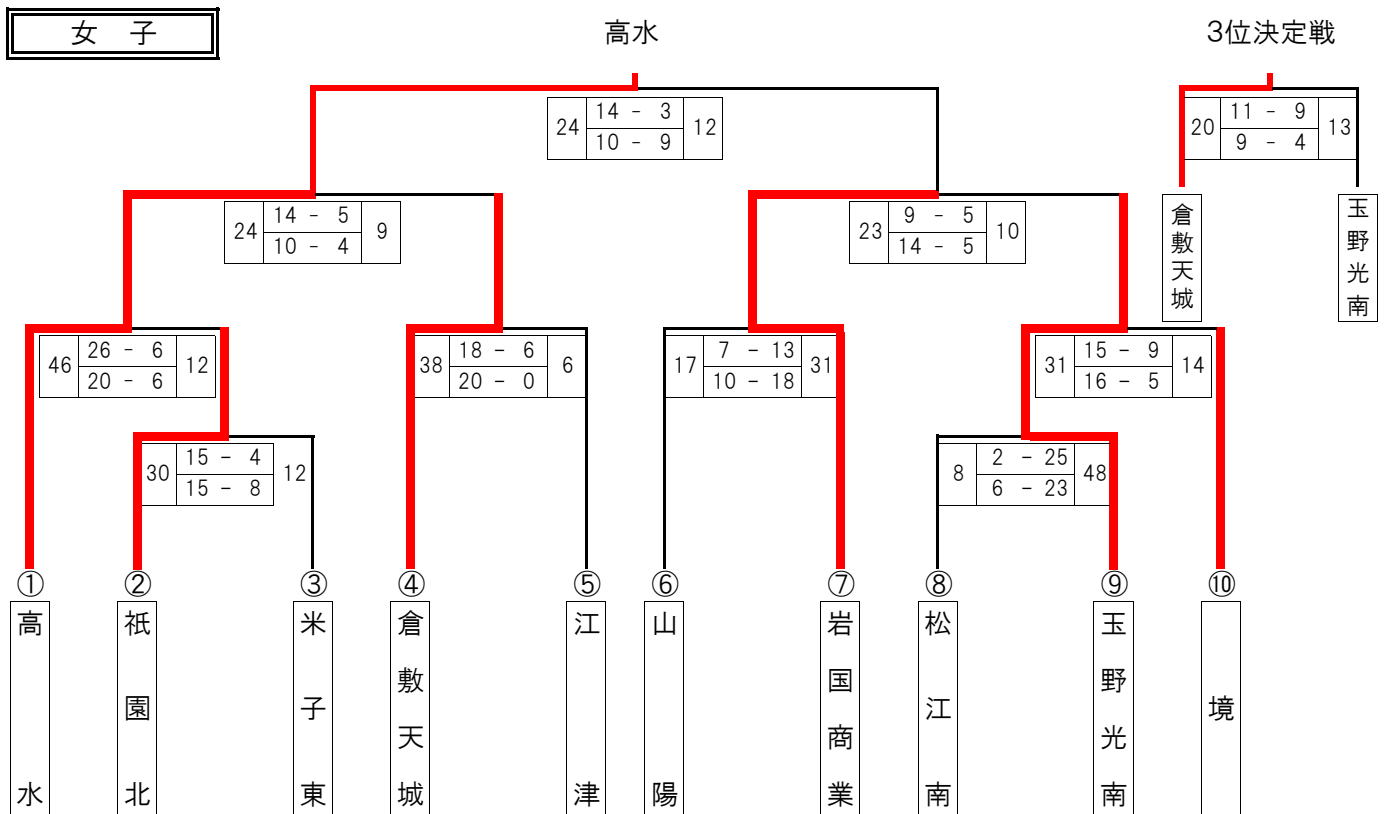 女 子
高水
3位決定戦
24 14 - 3 12
10 - 9
20 11 - 9 13
9 - 4
倉敷天城
玉野光南
24 14 - 5 9
10 - 4
23 9 - 5 10
14 - 5
46 26 - 6 12
20 - 6
38 18 - 6 6
20 - 0
17 7 - 13 31
10 - 18
31 15 - 9 14
16 - 5
30 15 - 4 12
15 - 8
8 2 - 25 48
6 - 23
① ② ③ ④ ⑤ ⑥ ⑦ ⑧ ⑨ ⑩
高水
祇園北
米子東
倉敷天城
江津
山陽
岩国商業
松江南
玉野光南
境